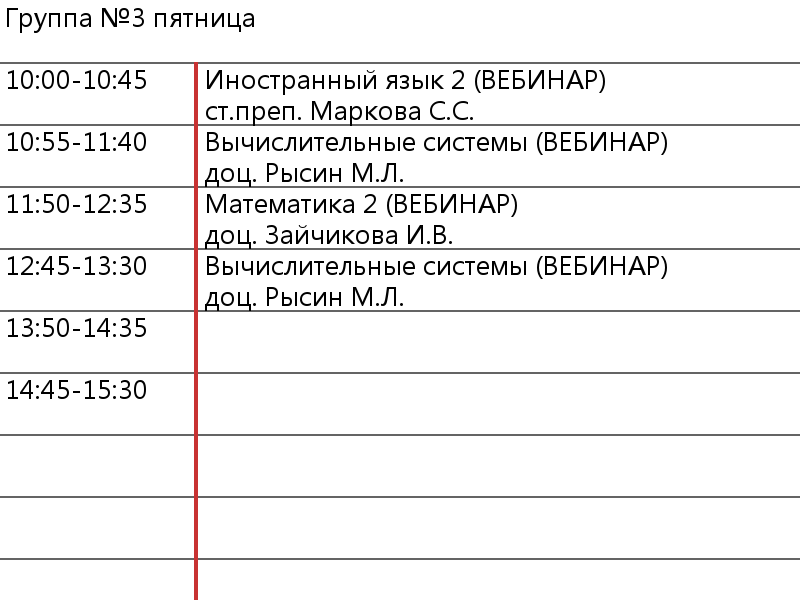 Группа №3 пятница
10:00-10:45 Иностранный язык 2 (ВЕБИНАР)
ст.преп. Маркова С.С.
10:55-11:40 Вычислительные системы (ВЕБИНАР)
доц. Рысин М.Л.
11:50-12:35 Математика 2 (ВЕБИНАР)
доц. Зайчикова И.В.
12:45-13:30 Вычислительные системы (ВЕБИНАР)
доц. Рысин М.Л.
13:50-14:35
14:45-15:30